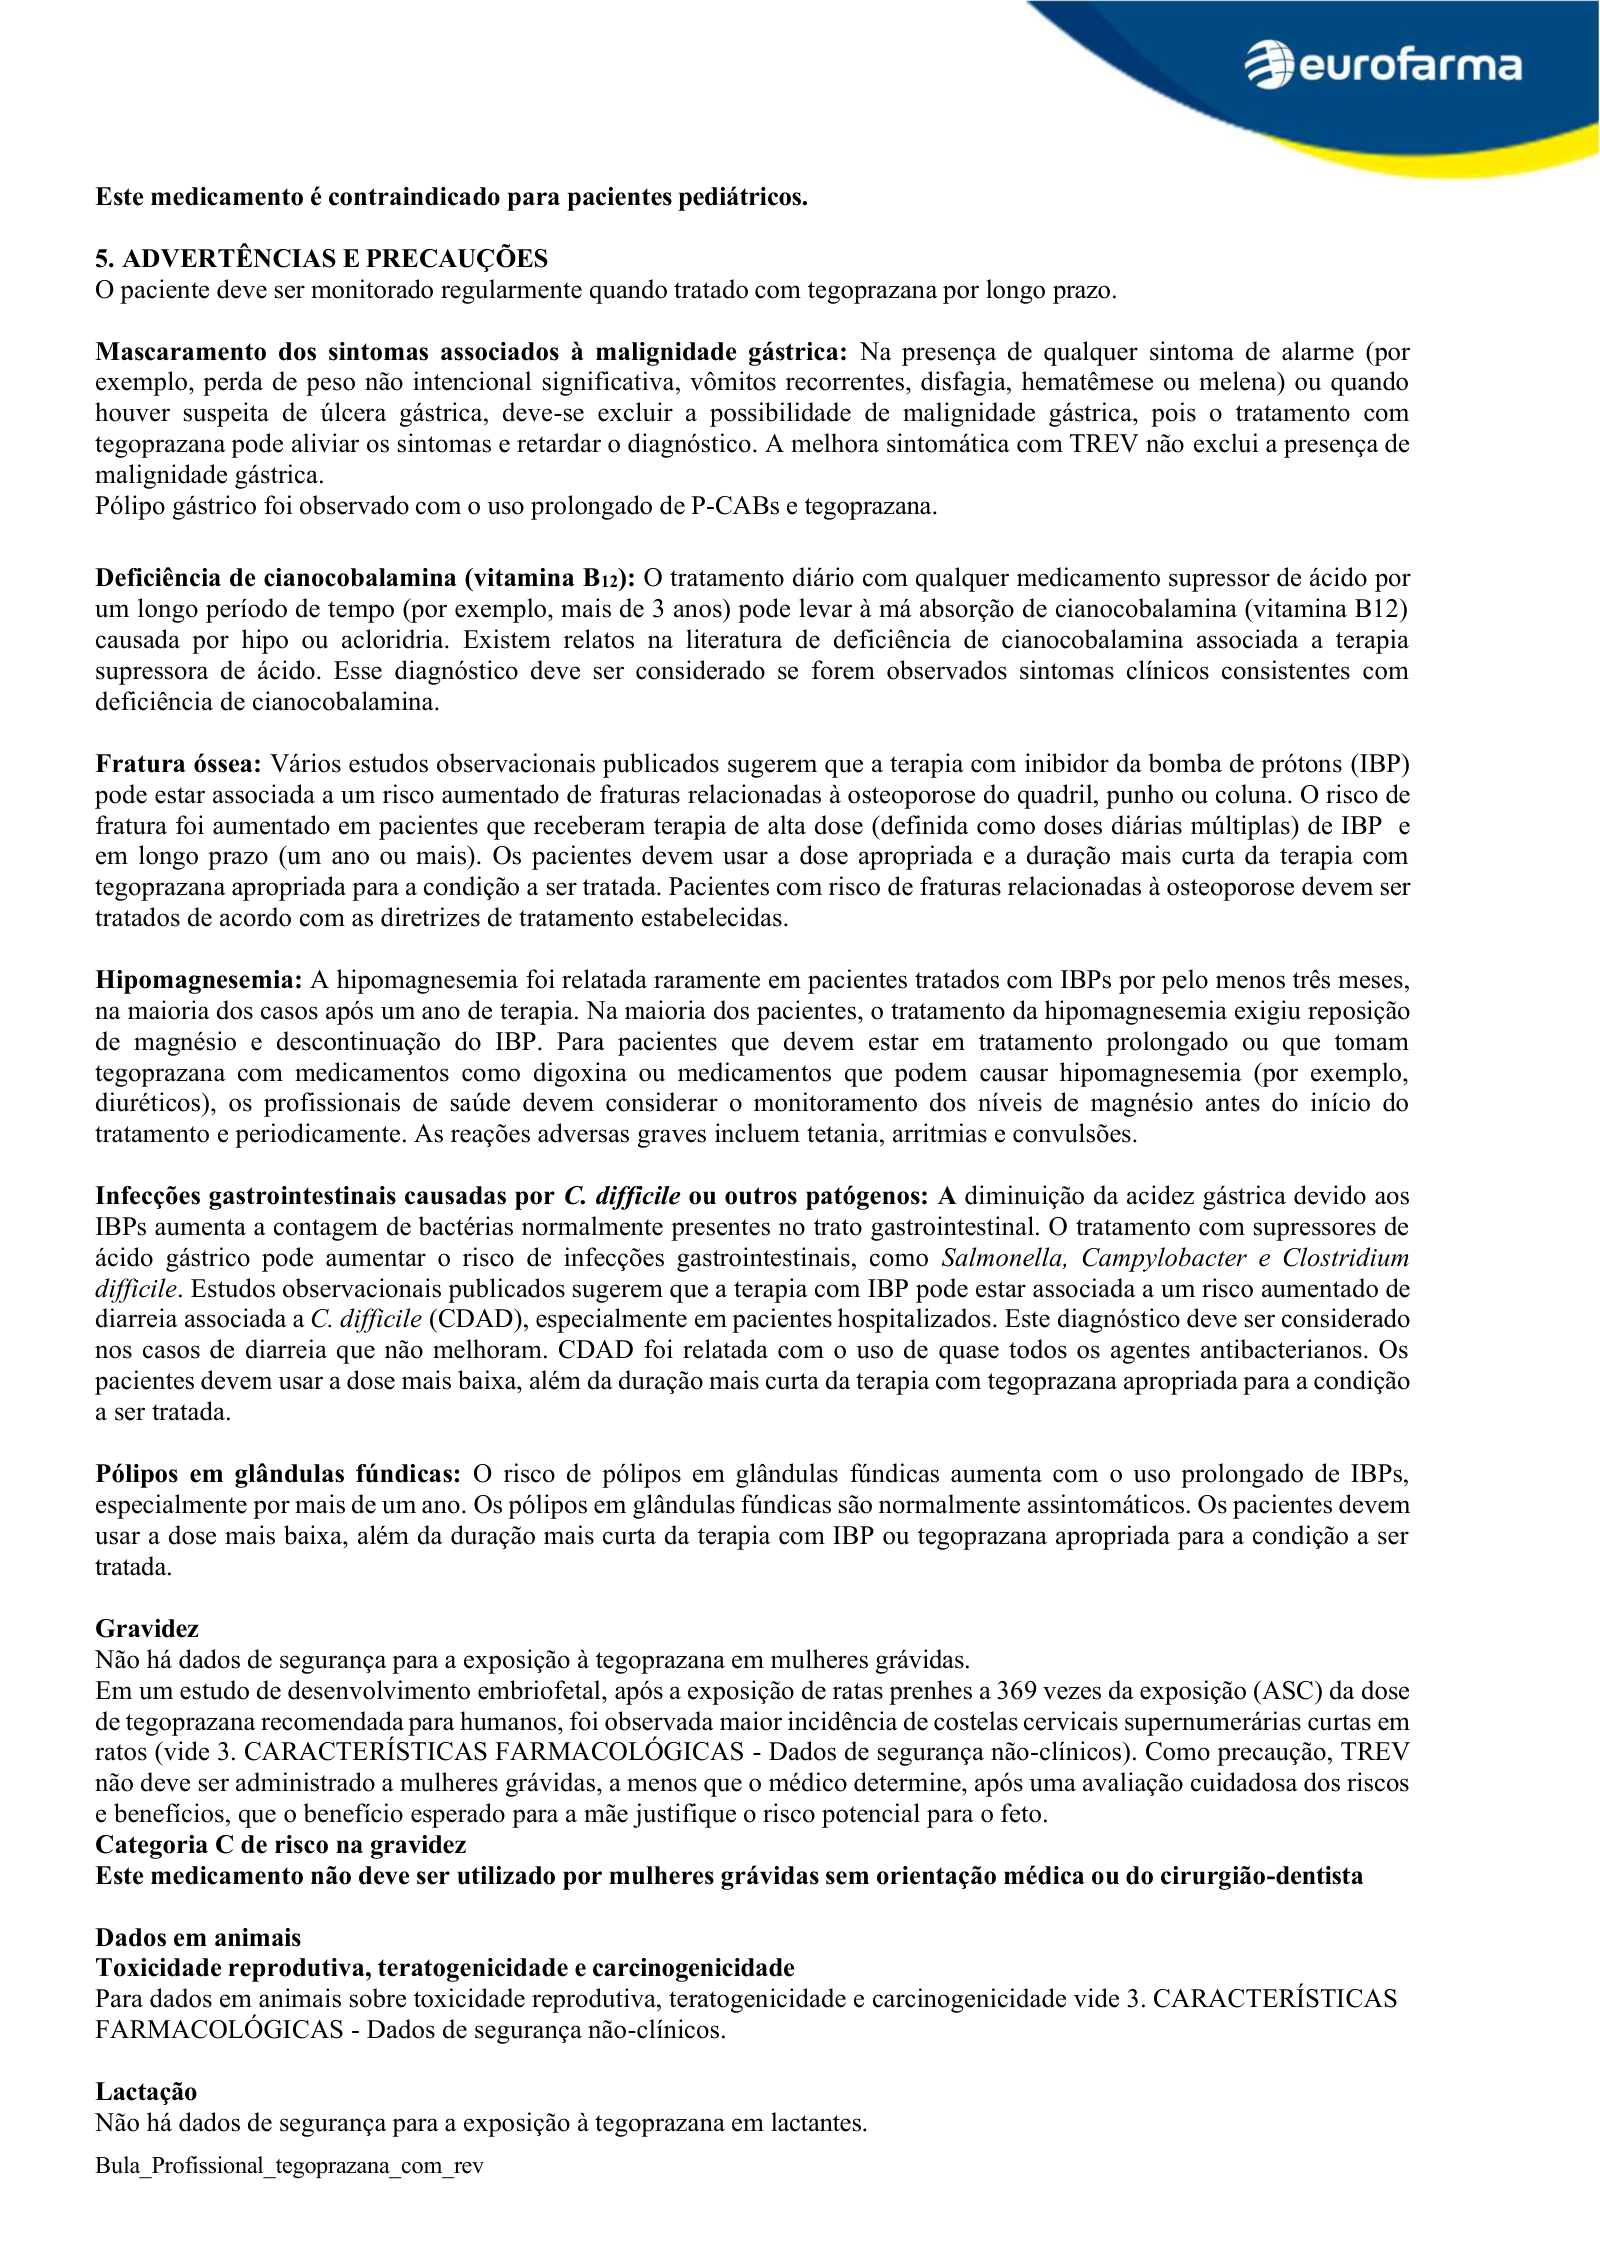 eurofarma
Este medicamento é contraindicado para pacientes pediátricos.
5. ADVERTÊNCIAS E PRECAUÇÕES
O paciente deve ser monitorado regularmente quando tratado com tegoprazana por longo prazo.
Mascaramento dos sintomas associados à malignidade gástrica: Na presença de qualquer sintoma de alarme (por
exemplo, perda de peso não intencional significativa, vômitos recorrentes, disfagia, hematêmese ou melena) ou quando
houver suspeita de úlcera gástrica, deve-se excluir a possibilidade de malignidade gástrica, pois o tratamento com
tegoprazana pode aliviar os sintomas e retardar o diagnóstico. A melhora sintomática com TREV não exclui a presença de
malignidade gástrica.
Pólipo gástrico foi observado com o uso prolongado de P-CABs e tegoprazana.
Deficiência de cianocobalamina (vitamina B₁₂): O tratamento diário com qualquer medicamento supressor de ácido por
um longo período de tempo (por exemplo, mais de 3 anos) pode levar à má absorção de cianocobalamina (vitamina B12)
causada por hipo ou acloridria. Existem relatos na literatura de deficiência de cianocobalamina associada a terapia
supressora de ácido. Esse diagnóstico deve ser considerado se forem observados sintomas clínicos consistentes com
deficiência de cianocobalamina.
Fratura óssea: Vários estudos observacionais publicados sugerem que a terapia com inibidor da bomba de prótons (IBP)
pode estar associada a um risco aumentado de fraturas relacionadas à osteoporose do quadril, punho ou coluna. O risco de
fratura foi aumentado em pacientes que receberam terapia de alta dose (definida como doses diárias múltiplas) de IBP e
em longo prazo (um ano ou mais). Os pacientes devem usar a dose apropriada e a duração mais curta da terapia com
tegoprazana apropriada para a condição a ser tratada. Pacientes com risco de fraturas relacionadas à osteoporose devem ser
tratados de acordo com as diretrizes de tratamento estabelecidas.
Hipomagnesemia: A hipomagnesemia foi relatada raramente em pacientes tratados com IBPs por pelo menos três meses,
na maioria dos casos após um ano de terapia. Na maioria dos pacientes, o tratamento da hipomagnesemia exigiu reposição
de magnésio e descontinuação do IBP. Para pacientes que devem estar em tratamento prolongado ou que tomam
tegoprazana com medicamentos como digoxina ou medicamentos que podem causar hipomagnesemia (por exemplo,
diuréticos), os profissionais de saúde devem considerar o monitoramento dos níveis de magnésio antes do início do
tratamento e periodicamente. As reações adversas graves incluem tetania, arritmias e convulsões.
Infecções gastrointestinais causadas por C. difficile ou outros patógenos: A diminuição da acidez gástrica devido aos
IBPs aumenta a contagem de bactérias normalmente presentes no trato gastrointestinal. O tratamento com supressores de
ácido gástrico pode aumentar o risco de infecções gastrointestinais, como Salmonella, Campylobacter e Clostridium
difficile. Estudos observacionais publicados sugerem que a terapia com IBP pode estar associada a um risco aumentado de
diarreia associada a C. difficile (CDAD), especialmente em pacientes hospitalizados. Este diagnóstico deve ser considerado
nos casos de diarreia que não melhoram. CDAD foi relatada com o uso de quase todos os agentes antibacterianos. Os
pacientes devem usar a dose mais baixa, além da duração mais curta da terapia com tegoprazana apropriada para a condição
a ser tratada.
Pólipos em glândulas fúndicas: O risco de pólipos em glândulas fúndicas aumenta com o uso prolongado de IBPs,
especialmente por mais de um ano. Os pólipos em glândulas fúndicas são normalmente assintomáticos. Os pacientes devem
usar a dose mais baixa, além da duração mais curta da terapia com IBP ou tegoprazana apropriada para a condição a ser
tratada.
Gravidez
Não há dados de segurança para a exposição à tegoprazana em mulheres grávidas.
Em um estudo de desenvolvimento embriofetal, após a exposição de ratas prenhes a 369 vezes da exposição (ASC) da dose
de tegoprazana recomendada para humanos, foi observada maior incidência de costelas cervicais supernumerárias curtas em
ratos (vide 3. CARACTERÍSTICAS FARMACOLÓGICAS - Dados de segurança não-clínicos). Como precaução, TREV
não deve ser administrado a mulheres grávidas, a menos que o médico determine, após uma avaliação cuidadosa dos riscos
e benefícios, que o benefício esperado para a mãe justifique o risco potencial para o feto.
Categoria C de risco na gravidez
Este medicamento não deve ser utilizado por mulheres grávidas sem orientação médica ou do cirurgião-dentista
Dados em animais
Toxicidade reprodutiva, teratogenicidade e carcinogenicidade
Para dados em animais sobre toxicidade reprodutiva, teratogenicidade e carcinogenicidade vide 3. CARACTERÍSTICAS
FARMACOLÓGICAS - Dados de segurança não-clínicos.
Lactação
Não há dados de segurança para a exposição à tegoprazana em lactantes.
Bula_Profissional_tegoprazana_com_rev